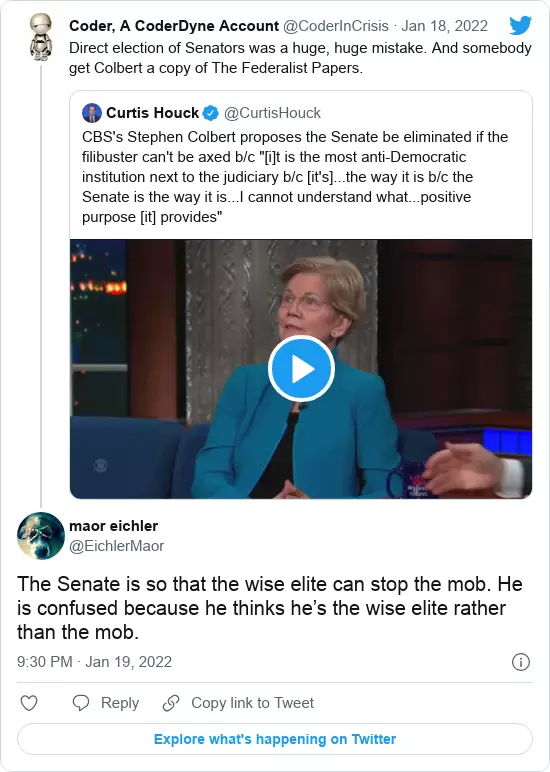 Coder, A CoderDyne Account @CoderInCrisis · Jan 18, 2022
Direct election of Senators was a huge, huge mistake. And somebody
get Colbert a copy of The Federalist Papers.
Curtis Houck @CurtisHouck
CBS's Stephen Colbert proposes the Senate be eliminated if the
filibuster can't be axed b/c "[i]t is the most anti-Democratic
institution next to the judiciary b/c [it's]...the way it is b/c the
Senate is the way it is...I cannot understand what...positive
purpose [it] provides"
maor eichler
@EichlerMaor
The Senate is so that the wise elite can stop the mob. He
is confused because he thinks he’s the wise elite rather
than the mob.
9:30 PM · Jan 19, 2022
Reply
Copy link to Tweet
Explore what's happening on Twitter